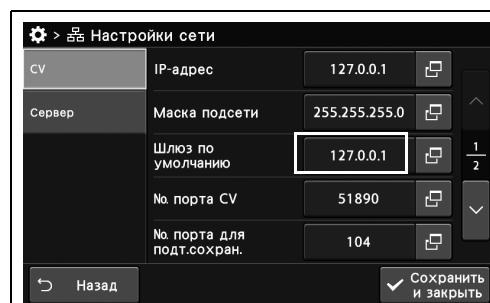 > Настройки сети
CV
IP-адрес
127.0.0.1
Сервер
Маска подсети
255.255.255.0
Шлюз по
умолчанию
127.0.0.1
1
2
№ порта CV
51890
№ порта для
подт.сохран.
104
Назад
Сохранить
и закрыть